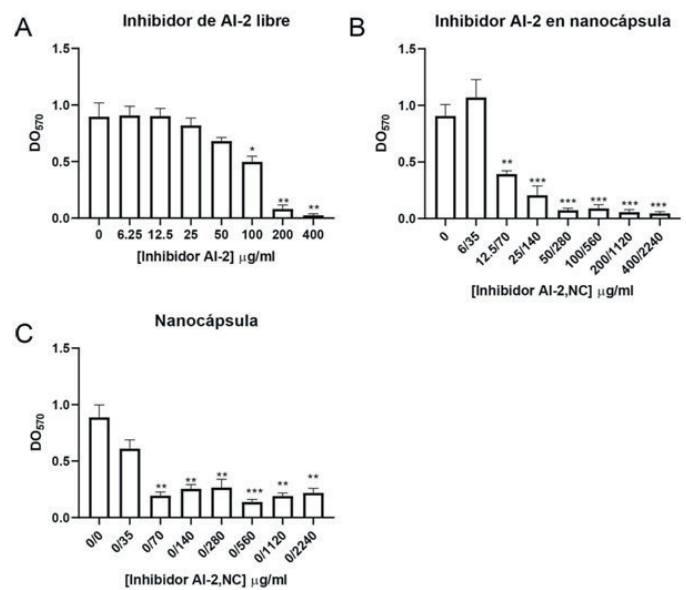 A
Inhibidor de AI-2 libre
DO570
1.5
1.0
0.5
0.0
*
**
**
0 6.25 12.5 25 50 100 200 400
[Inhibidor AI-2] μg/ml
B
Inhibidor AI-2 en nanocápsula
DO570
1.5
1.0
0.5
0.0
**
***
***
***
***
***
0 6/35 12.5/70 25/140 50/280 100/560 200/1120 400/2240
[Inhibidor AI-2,NC] μg/ml
C
Nanocápsula
DO570
1.5
1.0
0.5
0.0
**
**
**
***
**
**
0/0 0/35 0/70 0/140 0/280 0/560 0/1120 0/2240
[Inhibidor AI-2,NC] μg/ml